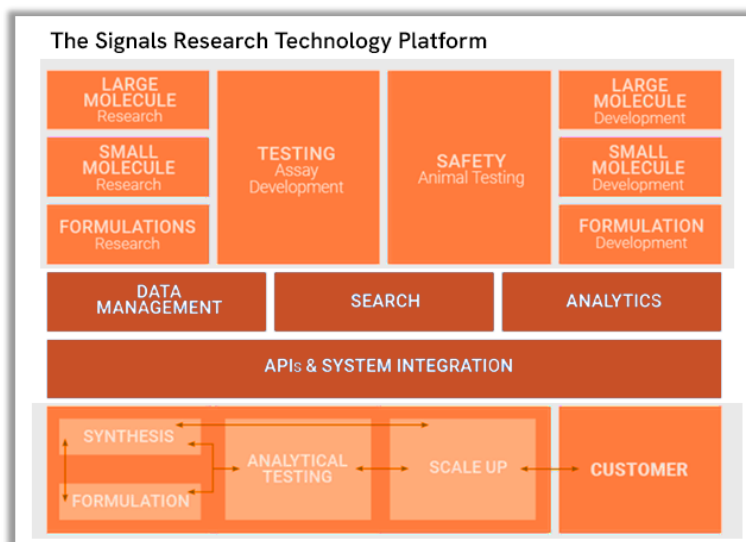 The Signals Research Technology Platform
LARGE
MOLECULE
Research
SMALL
MOLECULE
Research
FORMULATIONS
Research
TESTING
Assay
Development
SAFETY
Animal Testing
LARGE
MOLECULE
Development
SMALL
MOLECULE
Development
FORMULATION
Development
DATA
MANAGEMENT
SEARCH
ANALYTICS
APIs & SYSTEM INTEGRATION
SYNTHESIS
FORMULATION
ANALYTICAL
TESTING
SCALE UP
CUSTOMER